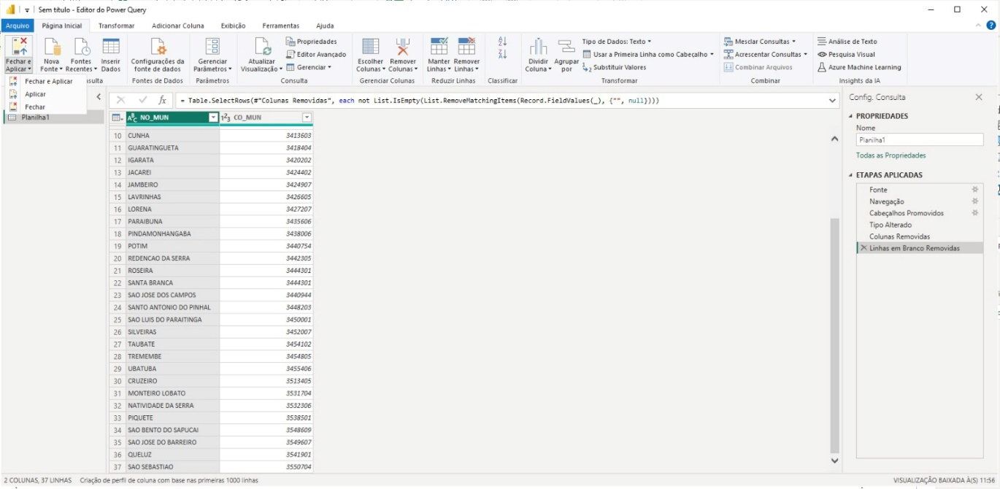 Sem título - Editor do Power Query
Arquivo Página Inicial Transformar Adicionar Coluna Exibição Ferramentas Ajuda
Fechar e Aplicar
Nova Fonte
Fontes Recentes
Inserir Dados
Configurações da fonte de dados
Fontes de Dados
Gerenciar Parâmetros
Parâmetros
Atualizar Visualização
Propriedades
Editor Avançado
Gerenciar
Consulta
Escolher Colunas
Remover Colunas
Gerenciar Colunas
Manter Linhas
Remover Linhas
Reduzir Linhas
Classificar
Dividir Coluna
Agrupar por
Tipo de Dados: Texto
Usar a Primeira Linha como Cabeçalho
Substituir Valores
Transformar
Mesclar Consultas
Acrescentar Consultas
Combinar Arquivos
Combinar
Análise de Texto
Pesquisa Visual
Azure Machine Learning
Insights da IA
Fechar e Aplicar
Aplicar
Fechar
sulta
Planilha1
fx = Table.SelectRows(#"Colunas Removidas", each not List.IsEmpty(List.RemoveMatchingItems(Record.FieldValues(_), {"", null})))
ABC NO_MUN 123 CO_MUN
10 CUNHA 3413603
11 GUARATINGUETA 3418404
12 IGARATA 3420202
13 JACAREI 3424402
14 JAMBEIRO 3424907
15 LAVRINHAS 3426605
16 LORENA 3427207
17 PARAIBUNA 3435606
18 PINDAMONHANGABA 3438006
19 POTIM 3440754
20 REDENCAO DA SERRA 3442305
21 ROSEIRA 3444301
22 SANTA BRANCA 3444301
23 SAO JOSE DOS CAMPOS 3440944
24 SANTO ANTONIO DO PINHAL 3448203
25 SAO LUIS DO PARAITINGA 3450001
26 SILVEIRAS 3452007
27 TAUBATE 3454102
28 TREMEMBE 3454805
29 UBATUBA 3455406
30 CRUZEIRO 3513405
31 MONTEIRO LOBATO 3531704
32 NATIVIDADE DA SERRA 3532306
33 PIQUETE 3538501
34 SAO BENTO DO SAPUCAI 3548609
35 SAO JOSE DO BARREIRO 3549607
36 QUELUZ 3541901
37 SAO SEBASTIAO 3550704
Config. Consulta
PROPRIEDADES
Nome
Planilha1
Todas as Propriedades
ETAPAS APLICADAS
Fonte
Navegação
Cabeçalhos Promovidos
Tipo Alterado
Colunas Removidas
Linhas em Branco Removidas
2 COLUNAS, 37 LINHAS Criação de perfil de coluna com base nas primeiras 1000 linhas VISUALIZAÇÃO BAIXADA À(S) 11:56